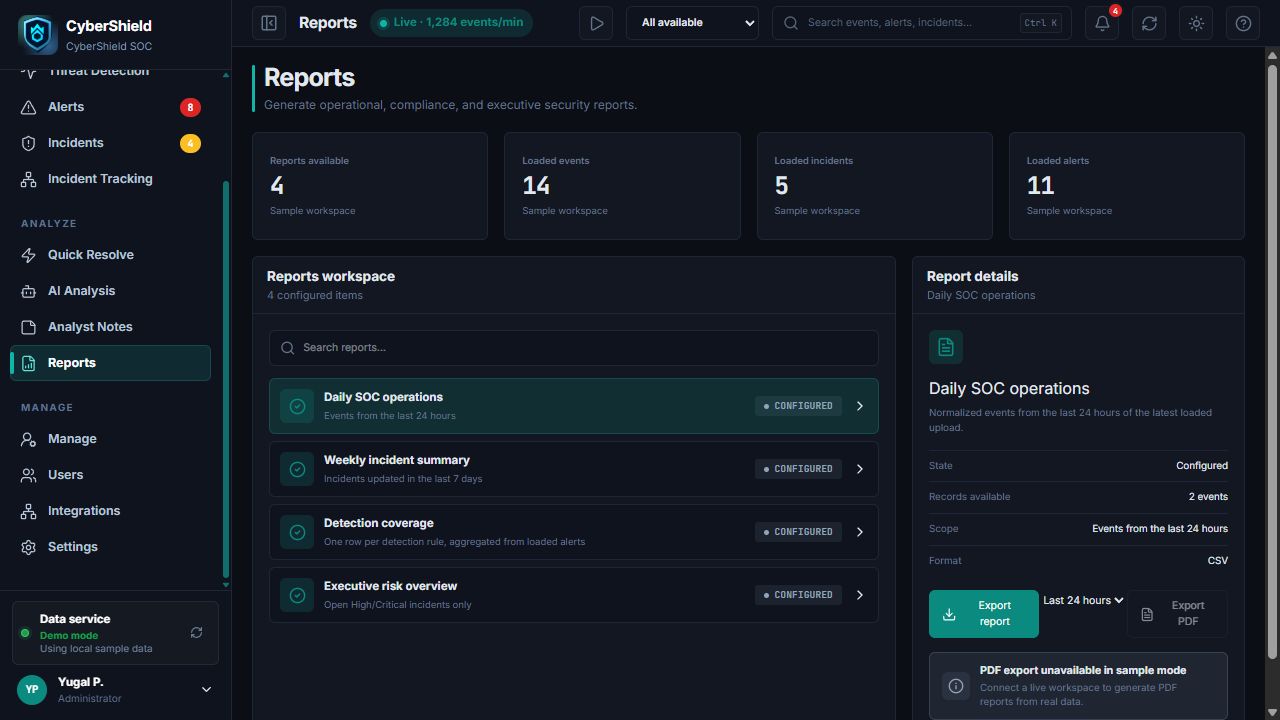 CyberShield
CyberShield SOC
Threat Detection
Alerts
8
Incidents
4
Incident Tracking
ANALYZE
Quick Resolve
AI Analysis
Analyst Notes
Reports
MANAGE
Manage
Users
Integrations
Settings
Data service
Demo mode
Using local sample data
YP
Yugal P.
Administrator
Reports
Live · 1,284 events/min
All available
Search events, alerts, incidents...
Ctrl K
4
Reports
Generate operational, compliance, and executive security reports.
Reports available
4
Sample workspace
Loaded events
14
Sample workspace
Loaded incidents
5
Sample workspace
Loaded alerts
11
Sample workspace
Reports workspace
4 configured items
Search reports...
Daily SOC operations
Events from the last 24 hours
CONFIGURED
Weekly incident summary
Incidents updated in the last 7 days
CONFIGURED
Detection coverage
One row per detection rule, aggregated from loaded alerts
CONFIGURED
Executive risk overview
Open High/Critical incidents only
CONFIGURED
Report details
Daily SOC operations
Daily SOC operations
Normalized events from the last 24 hours of the latest loaded
upload.
State
Configured
Records available
2 events
Scope
Events from the last 24 hours
Format
CSV
Export
report
Last 24 hours
Export
PDF
PDF export unavailable in sample mode
Connect a live workspace to generate PDF
reports from real data.